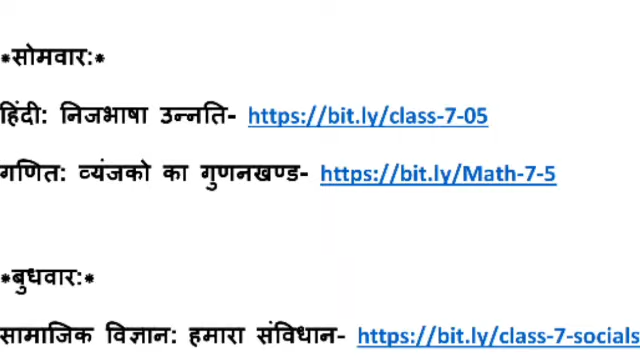 *सोमवार:*
हिंदी: निजभाषा उन्नति- https://bit.ly/class-7-05
गणित: व्यंजको का गुणनखण्ड- https://bit.ly/Math-7-5
*बुधवार:*
सामाजिक विज्ञान: हमारा संविधान- https://bit.ly/class-7-socials